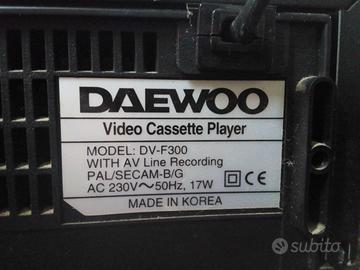 DAEWOO
Video Cassette Player
MODEL: DV-F300
WITH AV Line Recording
PAL/SECAM-B/G
AC 230V～50Hz, 17W
CE
MADE IN KOREA
subito